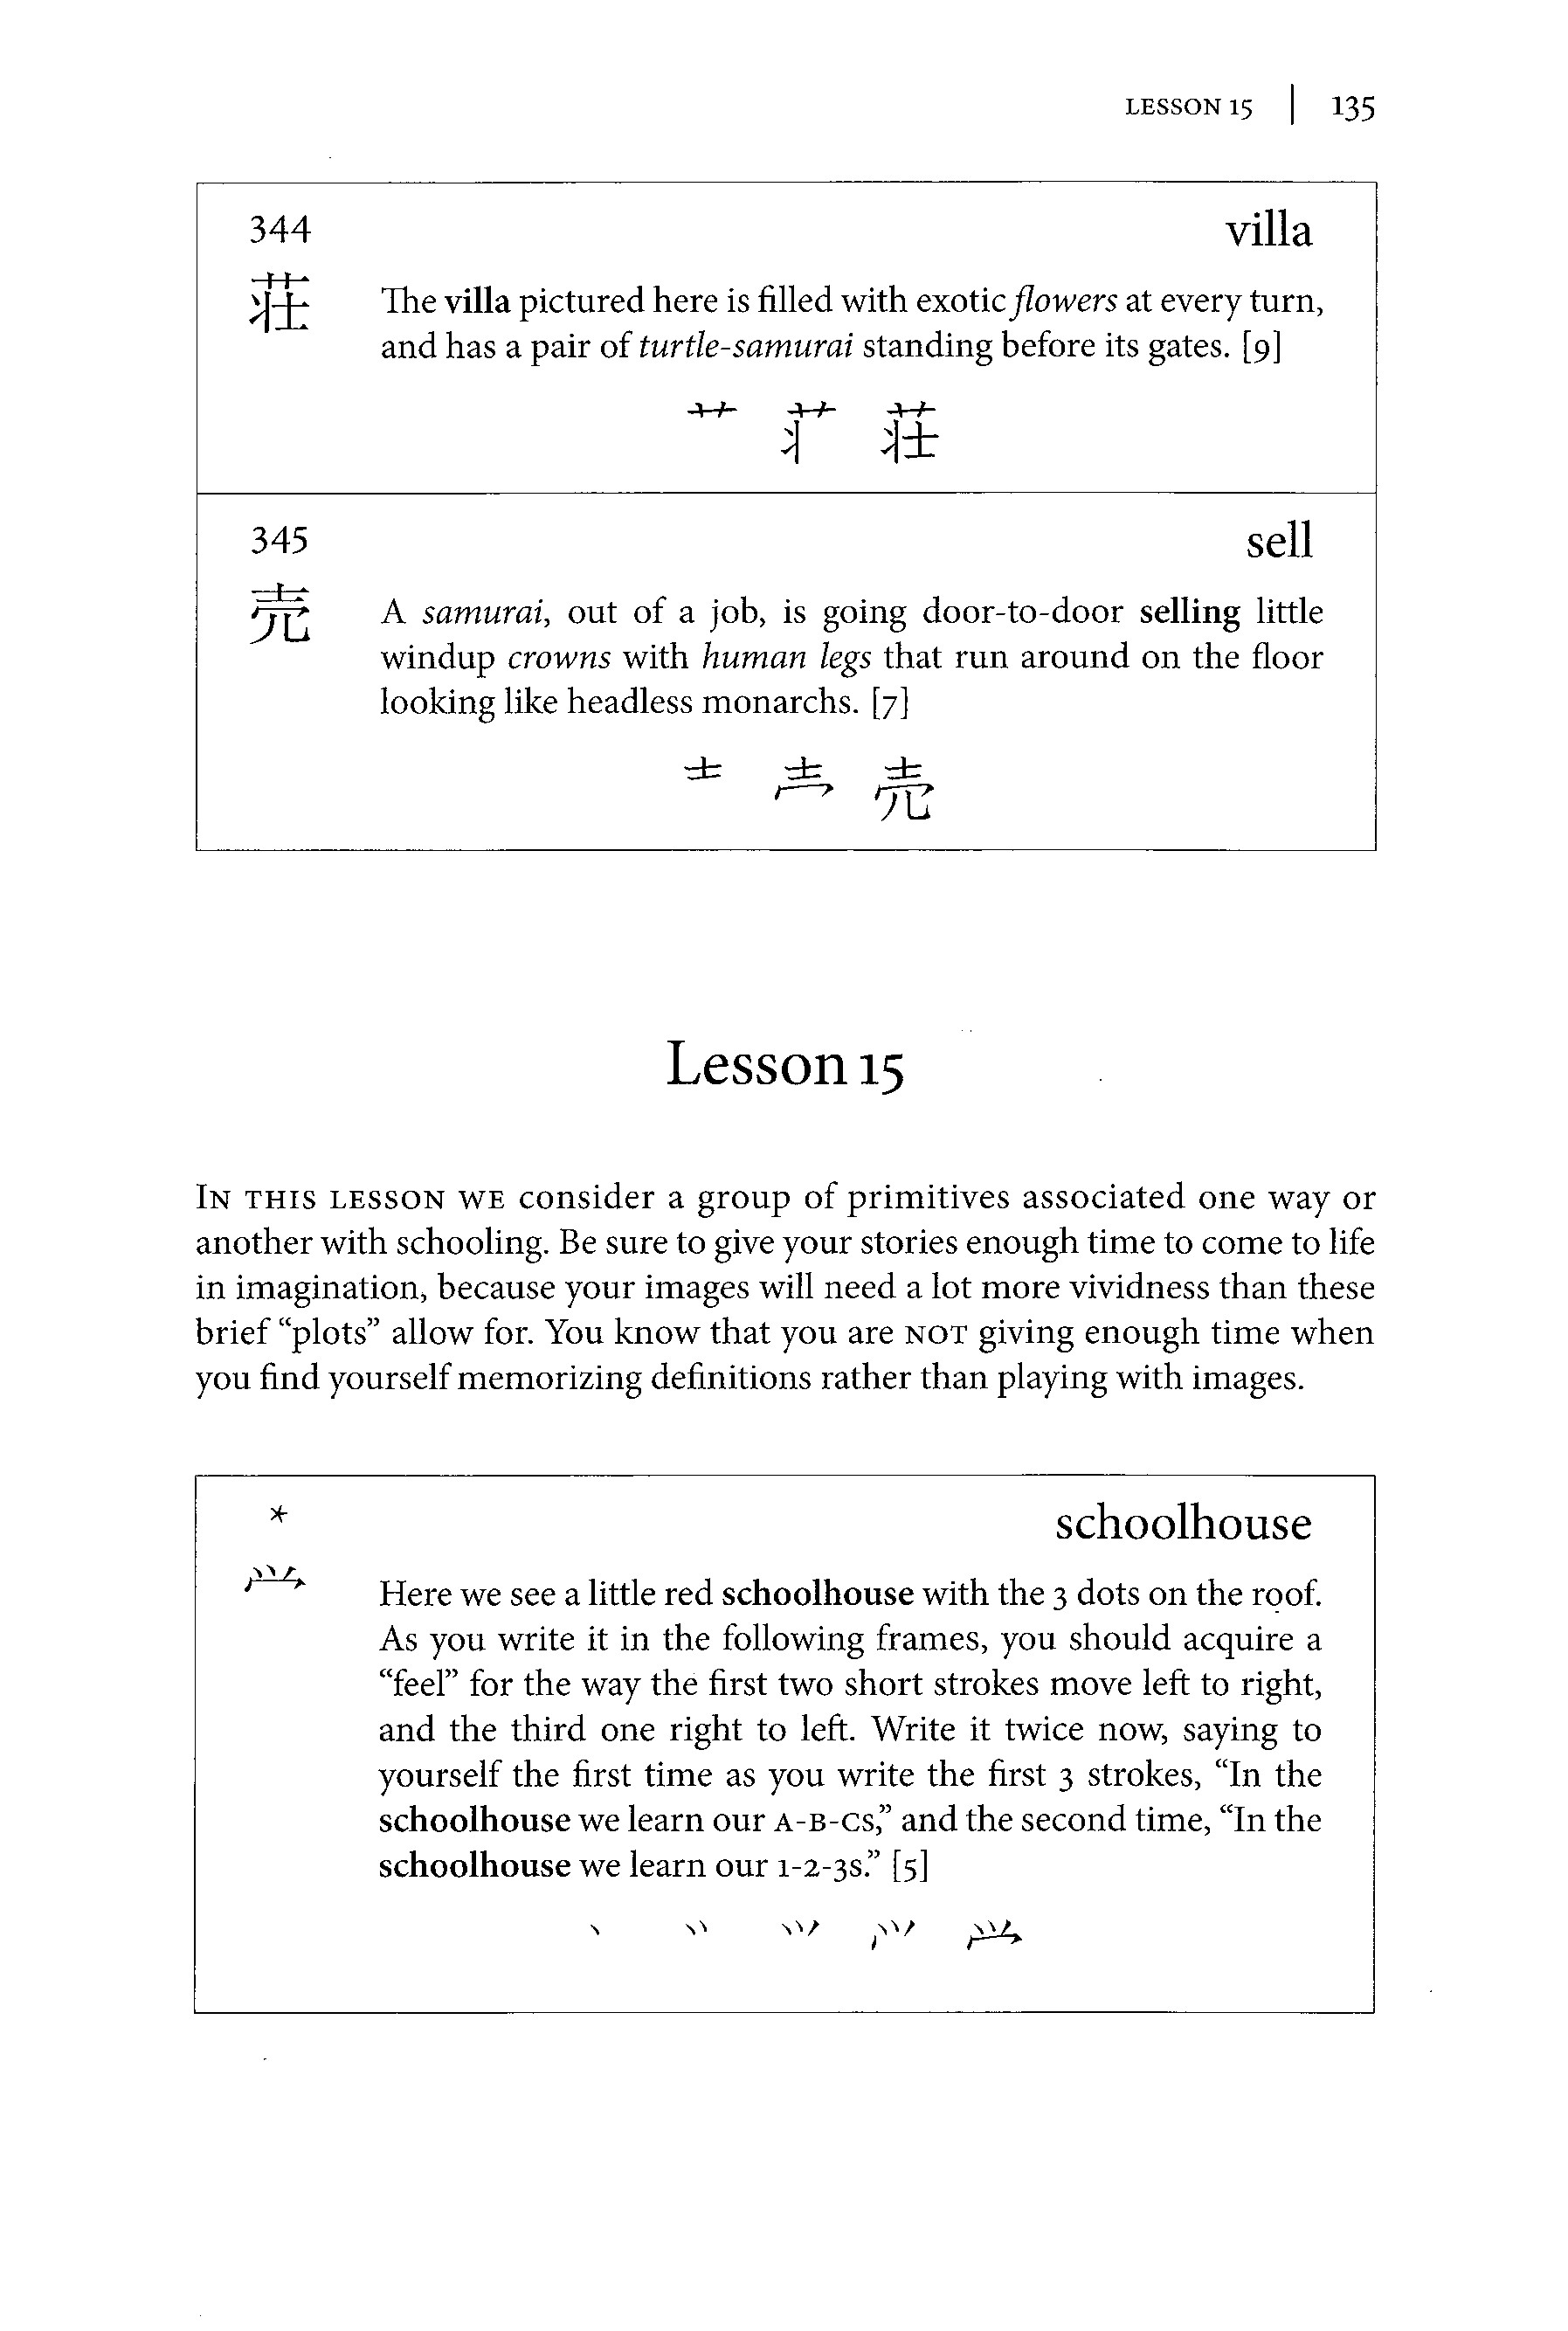 LESSON 15 | 135
344 villa
荘
The villa pictured here is filled with exotic flowers at every turn,
and has a pair of turtle-samurai standing before its gates. [9]
艹 荘
345 sell
売
A samurai, out of a job, is going door-to-door selling little
windup crowns with human legs that run around on the floor
looking like headless monarchs. [7]
士 売
Lesson 15
IN THIS LESSON WE consider a group of primitives associated one way or
another with schooling. Be sure to give your stories enough time to come to life
in imagination, because your images will need a lot more vividness than these
brief “plots” allow for. You know that you are NOT giving enough time when
you find yourself memorizing definitions rather than playing with images.
* schoolhouse
Here we see a little red schoolhouse with the 3 dots on the roof.
As you write it in the following frames, you should acquire a
“feel” for the way the first two short strokes move left to right,
and the third one right to left. Write it twice now, saying to
yourself the first time as you write the first 3 strokes, “In the
schoolhouse we learn our A-B-Cs,” and the second time, “In the
schoolhouse we learn our 1-2-3s.” [5]